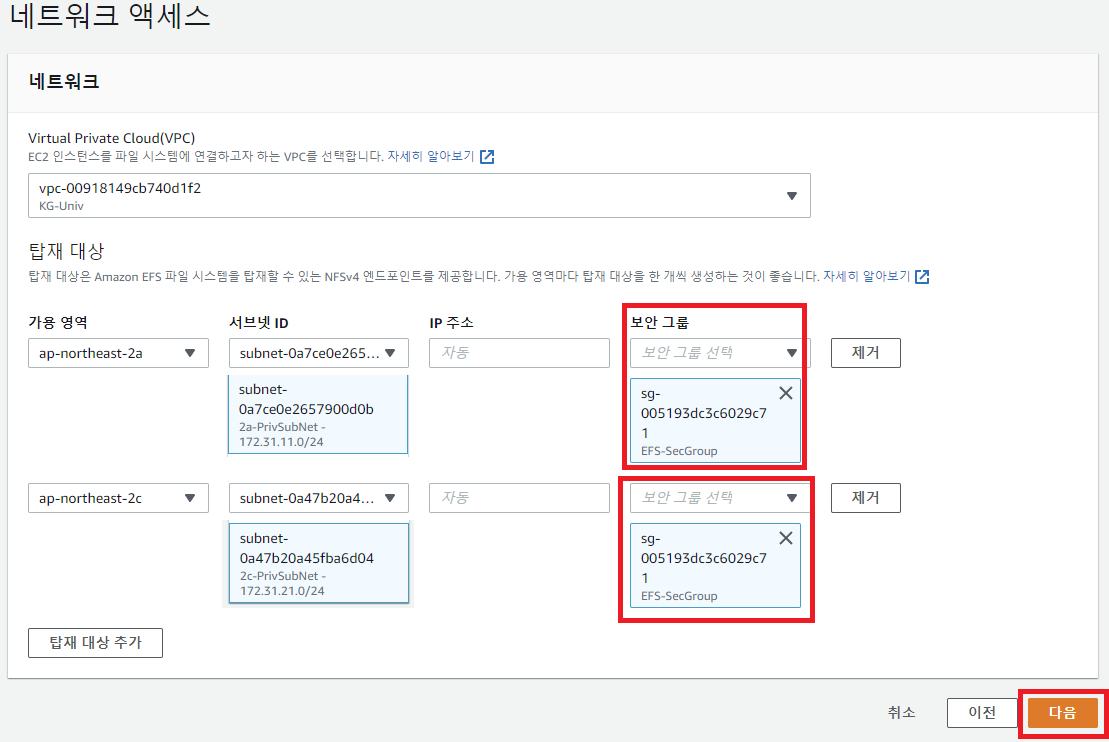 네트워크 액세스
네트워크
Virtual Private Cloud(VPC)
EC2 인스턴스를 파일 시스템에 연결하고자 하는 VPC를 선택합니다. 자세히 알아보기
vpc-00918149cb740d1f2
KG-Univ
탑재 대상
탑재 대상은 Amazon EFS 파일 시스템을 탑재할 수 있는 NFSv4 엔드포인트를 제공합니다. 가용 영역마다 탑재 대상을 한 개씩 생성하는 것이 좋습니다. 자세히 알아보기
가용 영역 서브넷 ID IP 주소 보안 그룹
ap-northeast-2a subnet-0a7ce0e265... 자동 보안 그룹 선택 제거
subnet-
0a7ce0e2657900d0b
2a-PrivSubNet -
172.31.11.0/24
sg-
005193dc3c6029c7
1
EFS-SecGroup
ap-northeast-2c subnet-0a47b20a4... 자동 보안 그룹 선택 제거
subnet-
0a47b20a45fba6d04
2c-PrivSubNet -
172.31.21.0/24
sg-
005193dc3c6029c7
1
EFS-SecGroup
탑재 대상 추가
취소 이전 다음